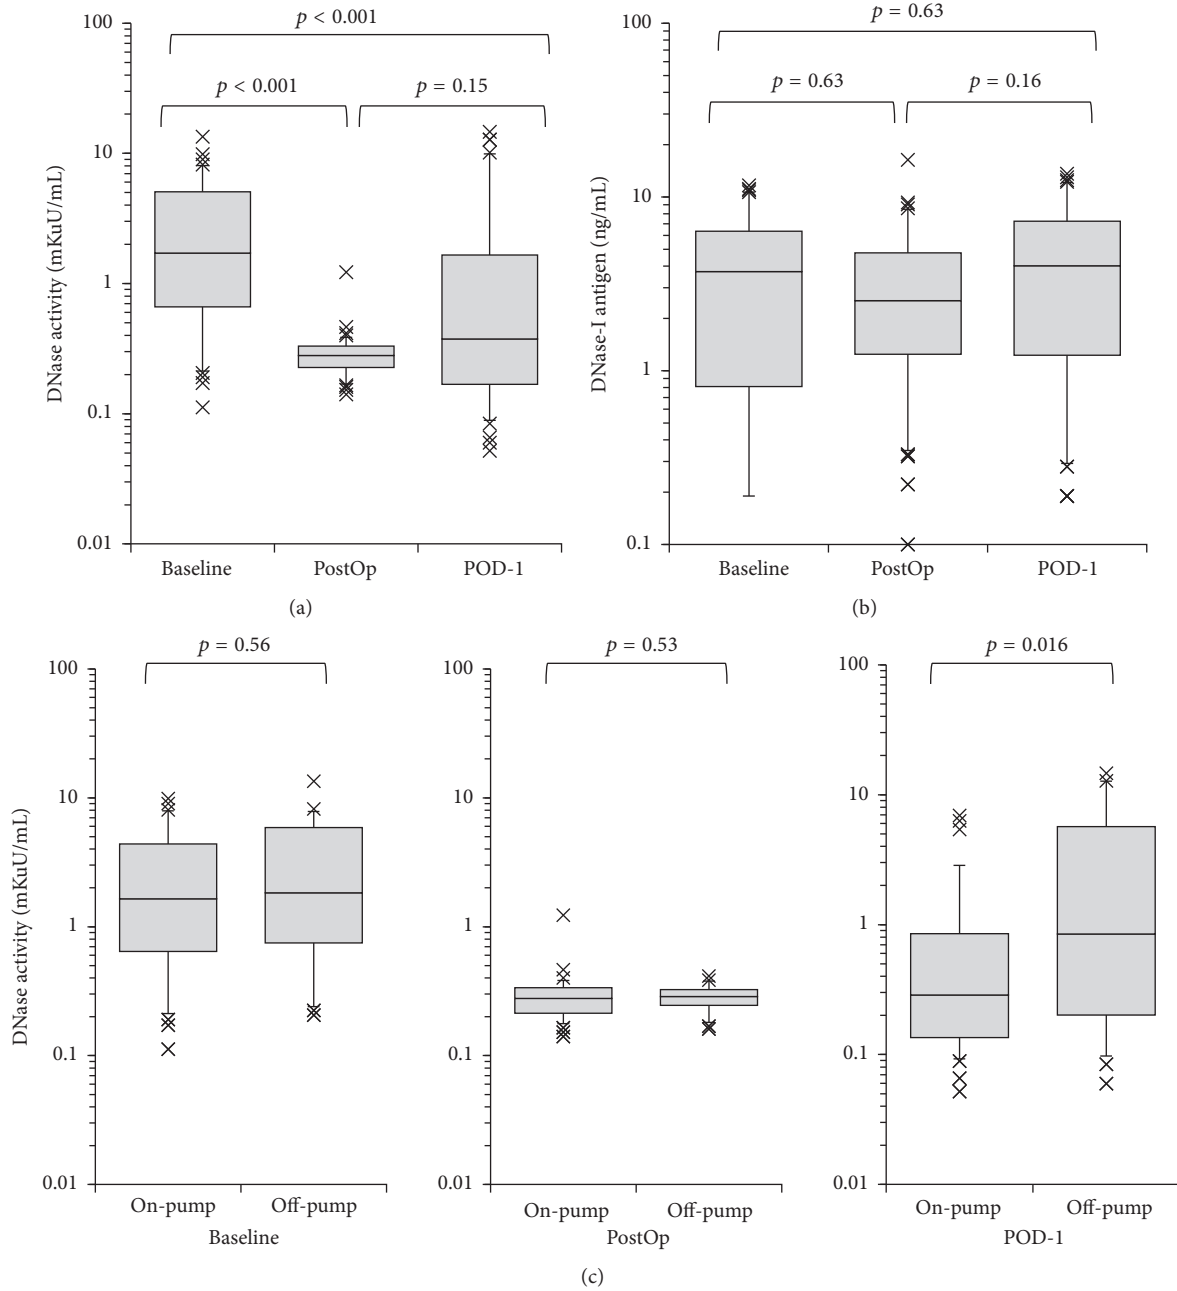 p < 0.001
p < 0.001
p = 0.15
DNase activity (mKuU/mL)
100
10
1
0.1
0.01
Baseline
PostOp
POD-1
(a)
p = 0.63
p = 0.63
p = 0.16
DNase-I antigen (ng/mL)
100
10
1
0.1
Baseline
PostOp
POD-1
(b)
p = 0.56
DNase activity (mKuU/mL)
100
10
1
0.1
0.01
On-pump
Off-pump
Baseline
p = 0.53
100
10
1
0.1
0.01
On-pump
Off-pump
PostOp
p = 0.016
100
10
1
0.1
0.01
On-pump
Off-pump
POD-1
(c)